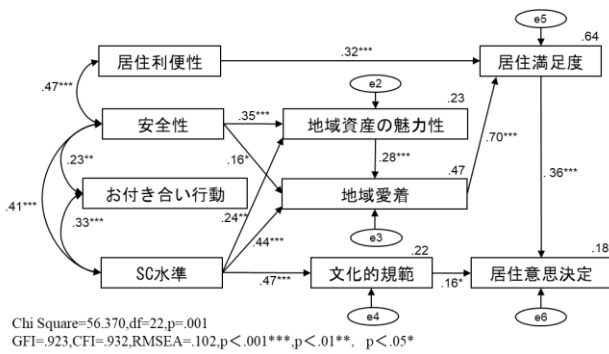 e5
.64
居住利便性
.32***
居住満足度
.47***
e2
.23
安全性
.35***
地域資産の魅力性
.16*
.28***
.70***
.47
.23**
お付き合い行動
.24**
地域愛着
.36***
.41***
.33***
.44***
e3
.22
.18
SC水準
.47***
文化的規範
.16*
居住意思決定
e4
e6
Chi Square=56.370,df=22,p=.001
GFI=.923,CFI=.932,RMSEA=.102,p<.001***,p<.01**, p<.05*